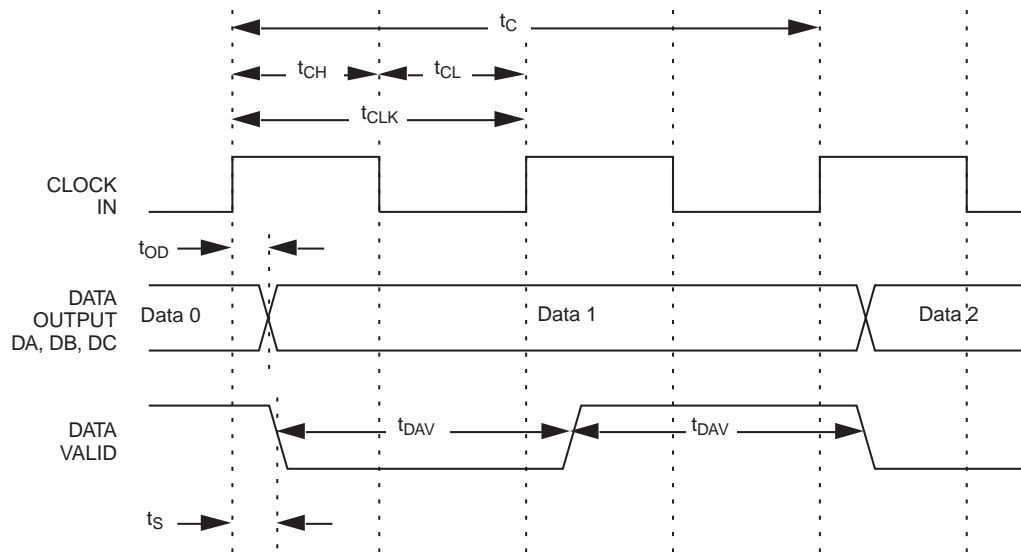 tC
tCH
tCL
tCLK
CLOCK
IN
tOD
DATA
OUTPUT
DA, DB, DC
Data 0
Data 1
Data 2
DATA
VALID
tDAV
tDAV
tS